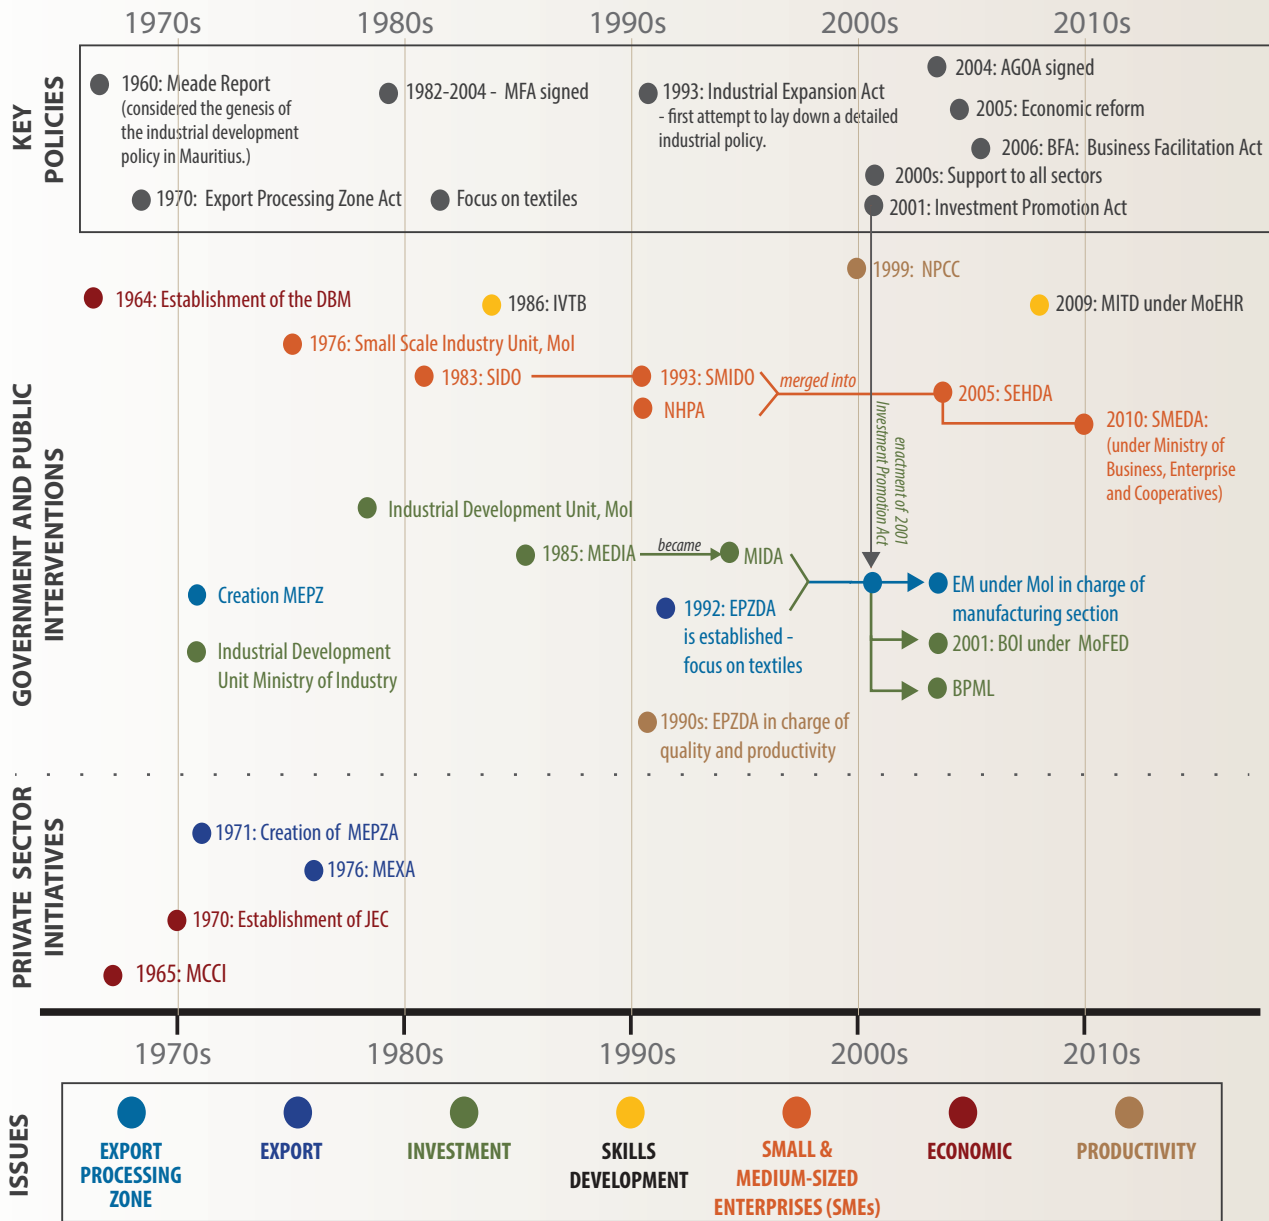 1970s
1980s
1990s
2000s
2010s
KEY
POLICIES
1960: Meade Report
(considered the genesis of
the industrial development
policy in Mauritius.)
1970: Export Processing Zone Act
1982-2004 - MFA signed
Focus on textiles
1993: Industrial Expansion Act
- first attempt to lay down a detailed
industrial policy.
2004: AGOA signed
2005: Economic reform
2006: BFA: Business Facilitation Act
2000s: Support to all sectors
2001: Investment Promotion Act
GOVERNMENT AND PUBLIC
INTERVENTIONS
1999: NPCC
1964: Establishment of the DBM
1986: IVTB
2009: MITD under MoEHR
1976: Small Scale Industry Unit, MoI
1983: SIDO
1993: SMIDO
NHPA
merged into
2005: SEHDA
2010: SMEDA:
(under Ministry of
Business, Enterprise
and Cooperatives)
enactment of 2001
Investment Promotion Act
Industrial Development Unit, MoI
1985: MEDIA
became
MIDA
Creation MEPZ
1992: EPZDA
is established -
focus on textiles
EM under MoI in charge of
manufacturing section
2001: BOI under MoFED
BPML
Industrial Development
Unit Ministry of Industry
1990s: EPZDA in charge of
quality and productivity
PRIVATE SECTOR
INITIATIVES
1971: Creation of MEPZA
1976: MEXA
1970: Establishment of JEC
1965: MCCI
1970s
1980s
1990s
2000s
2010s
ISSUES
EXPORT
PROCESSING
ZONE
EXPORT
INVESTMENT
SKILLS
DEVELOPMENT
SMALL &
MEDIUM-SIZED
ENTERPRISES (SMEs)
ECONOMIC
PRODUCTIVITY